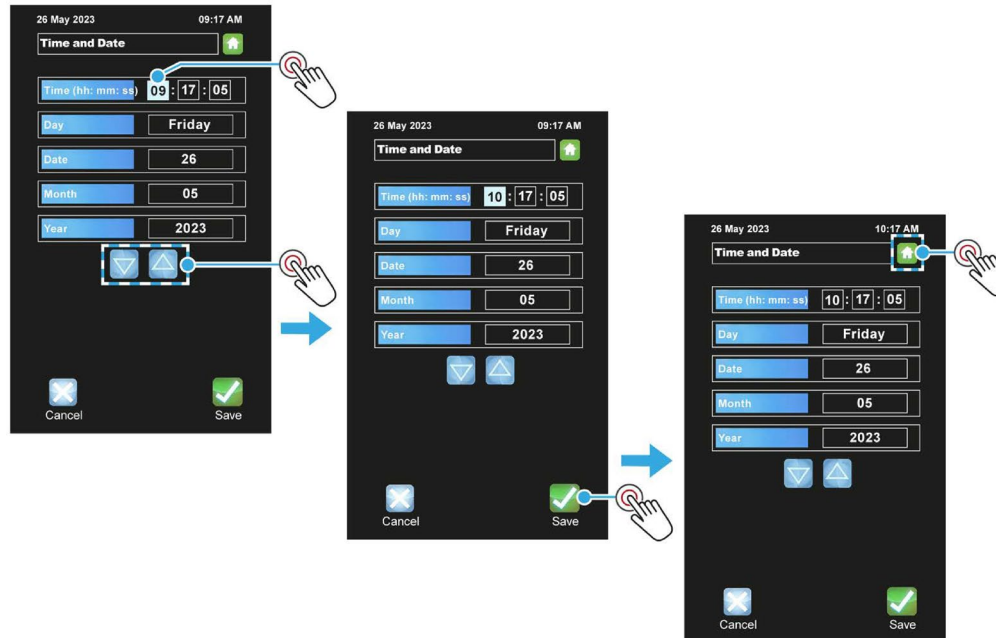 26 May 2023 09:17 AM
Time and Date
Time (hh: mm: ss) 09 : 17 : 05
Day Friday
Date 26
Month 05
Year 2023
Cancel Save
26 May 2023 09:17 AM
Time and Date
Time (hh: mm: ss) 10 : 17 : 05
Day Friday
Date 26
Month 05
Year 2023
Cancel Save
26 May 2023 10:17 AM
Time and Date
Time (hh: mm: ss) 10 : 17 : 05
Day Friday
Date 26
Month 05
Year 2023
Cancel Save